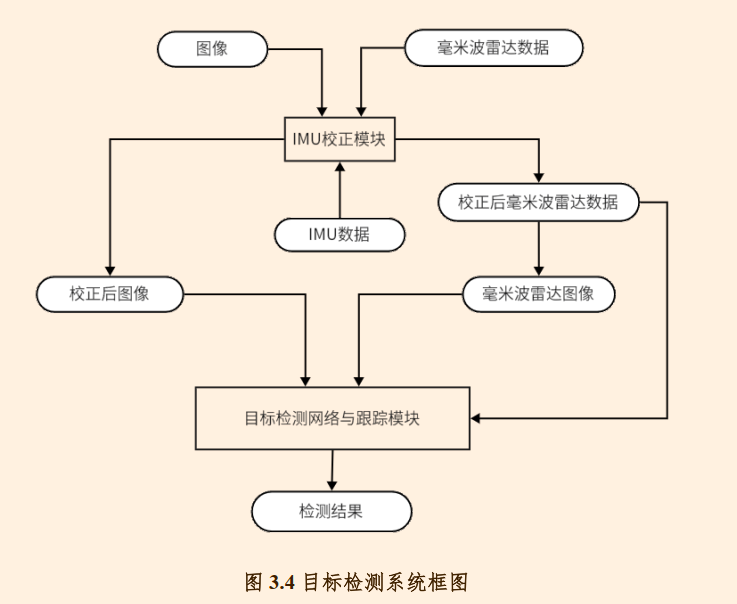 图像
毫米波雷达数据
IMU校正模块
校正后毫米波雷达数据
IMU数据
校正后图像
毫米波雷达图像
目标检测网络与跟踪模块
检测结果
图 3.4 目标检测系统框图